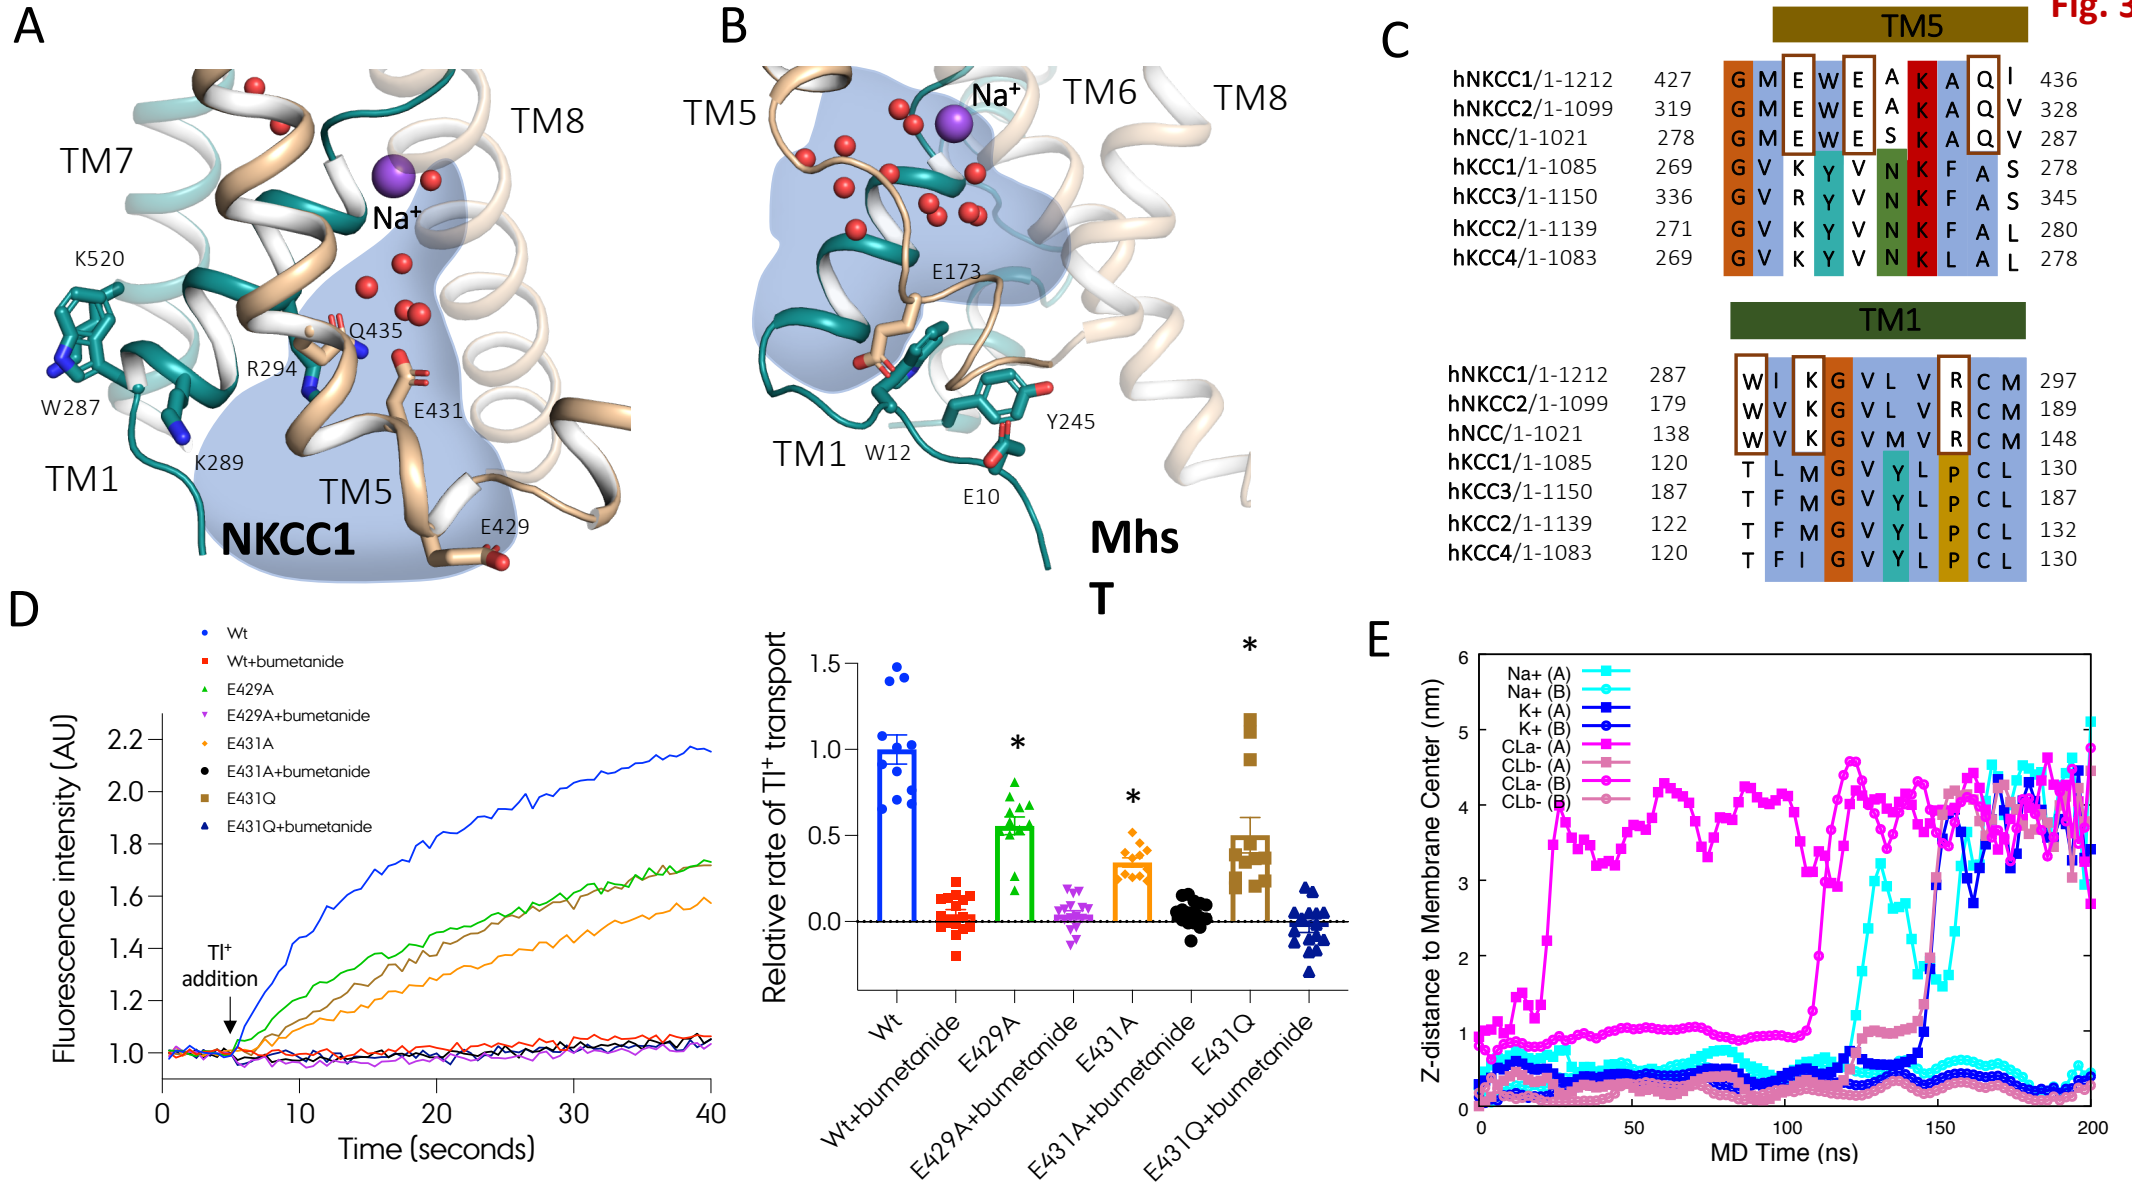 Fig. 3
A
TM7
TM8
Na+
K520
Q435
R294
W287
E431
K289
TM1
TM5
E429
NKCC1
B
TM5
Na+
TM6
TM8
E173
TM1
W12
Y245
E10
Mhs
T
C
TM5
hNKCC1/1-1212 427 G M E W E A K A Q I 436
hNKCC2/1-1099 319 G M E W E A K A Q V 328
hNCC/1-1021 278 G M E W E S K A Q V 287
hKCC1/1-1085 269 G V K Y V N K F A S 278
hKCC3/1-1150 336 G V R Y V N K F A S 345
hKCC2/1-1139 271 G V K Y V N K F A L 280
hKCC4/1-1083 269 G V K Y V N K L A L 278
TM1
hNKCC1/1-1212 287 W I K G V L V R C M 297
hNKCC2/1-1099 179 W V K G V L V R C M 189
hNCC/1-1021 138 W V K G V M V R C M 148
hKCC1/1-1085 120 T L M G V Y L P C L 130
hKCC3/1-1150 187 T F M G V Y L P C L 187
hKCC2/1-1139 122 T F M G V Y L P C L 132
hKCC4/1-1083 120 T F I G V Y L P C L 130
D
Wt
Wt+bumetanide
E429A
E429A+bumetanide
E431A
E431A+bumetanide
E431Q
E431Q+bumetanide
Fluorescence intensity (AU)
2.2
2.0
1.8
1.6
1.4
1.2
1.0
Tl+
addition
0 10 20 30 40
Time (seconds)
Relative rate of Tl+ transport
1.5
1.0
0.5
0.0
*
*
*
Wt
Wt+bumetanide
E429A
E429A+bumetanide
E431A
E431A+bumetanide
E431Q
E431Q+bumetanide
E
Z-distance to Membrane Center (nm)
6
5
4
3
2
1
0
Na+ (A)
Na+ (B)
K+ (A)
K+ (B)
CLa- (A)
CLb- (A)
CLa- (B)
CLb- (B)
0 50 100 150 200
MD Time (ns)